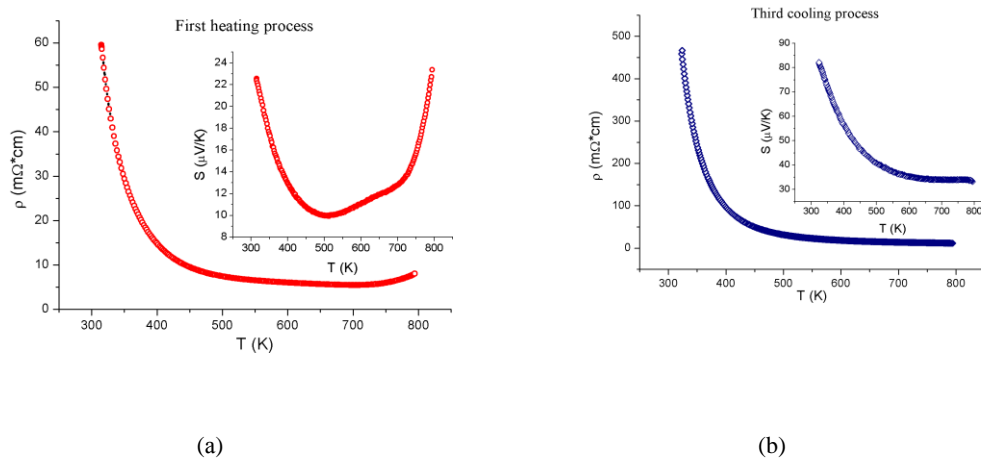 First heating process
60
50
40
30
20
10
0
ρ (mΩ*cm)
300 400 500 600 700 800
T (K)
24
22
20
18
16
14
12
10
8
S (μV/K)
300 400 500 600 700 800
T (K)
(a)
Third cooling process
500
400
300
200
100
0
ρ (mΩ*cm)
300 400 500 600 700 800
T (K)
90
80
70
60
50
40
30
S (μV/K)
300 400 500 600 700 800
T (K)
(b)